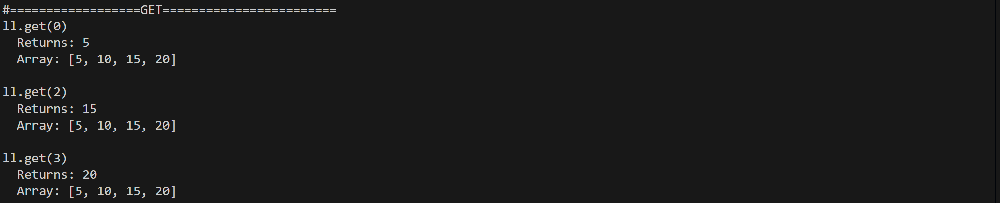 #==================GET========================
ll.get(0)
  Returns: 5
  Array: [5, 10, 15, 20]

ll.get(2)
  Returns: 15
  Array: [5, 10, 15, 20]

ll.get(3)
  Returns: 20
  Array: [5, 10, 15, 20]